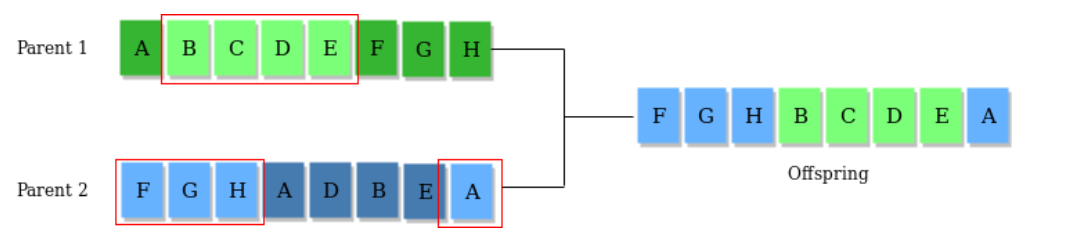 Parent 1 A B C D E F G H
F G H B C D E A
Offspring
Parent 2 F G H A D B E A